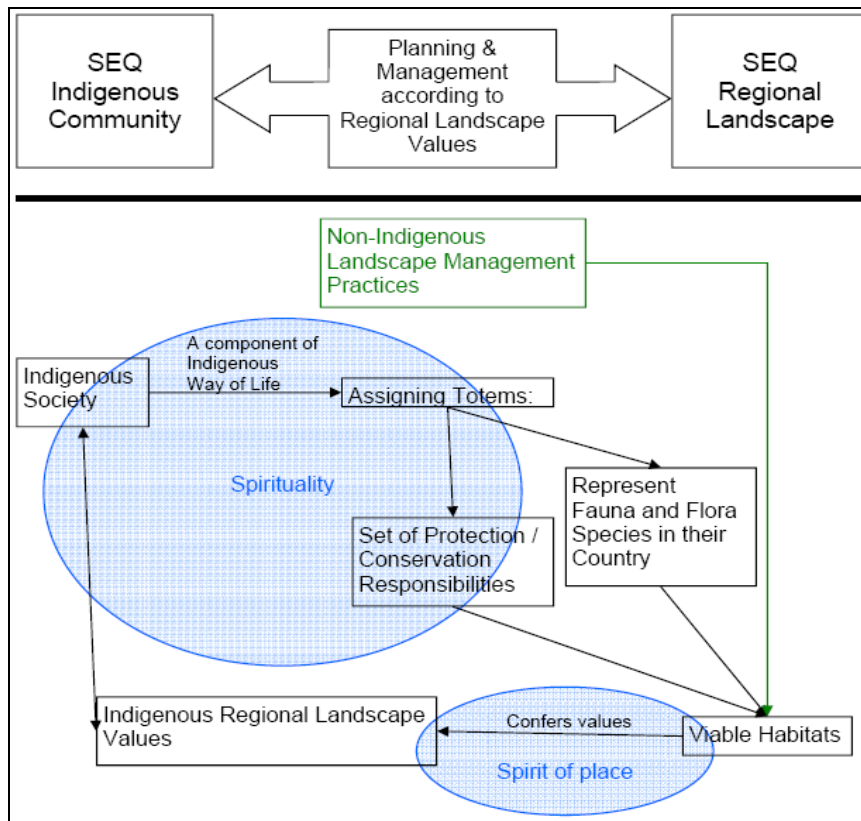 SEQ
Indigenous
Community
Planning &
Management
according to
Regional Landscape
Values
SEQ
Regional
Landscape
Non-Indigenous
Landscape Management
Practices
A component of
Indigenous
Way of Life
Indigenous
Society
Assigning Totems:
Spirituality
Represent
Fauna and Flora
Species in their
Country
Set of Protection /
Conservation
Responsibilities
Indigenous Regional Landscape
Values
Confers values
Viable Habitats
Spirit of place